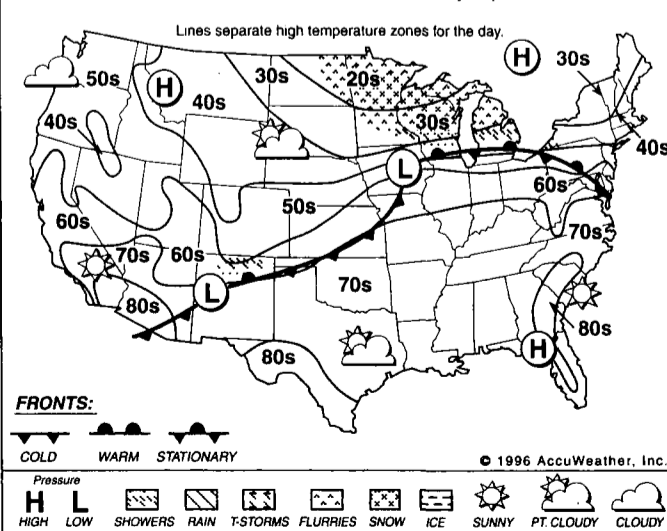 Lines separate high temperature zones for the day.
H
30s
50s
H
30s
20s
40s
30s
40s
40s
L
60s
50s
60s
70s
70s
60s
L
80s
70s
80s
80s
H
FRONTS:
COLD WARM STATIONARY
© 1996 AccuWeather, Inc.
Pressure
H L
HIGH LOW SHOWERS RAIN T-STORMS FLURRIES SNOW ICE SUNNY PT. CLOUDY CLOUDY